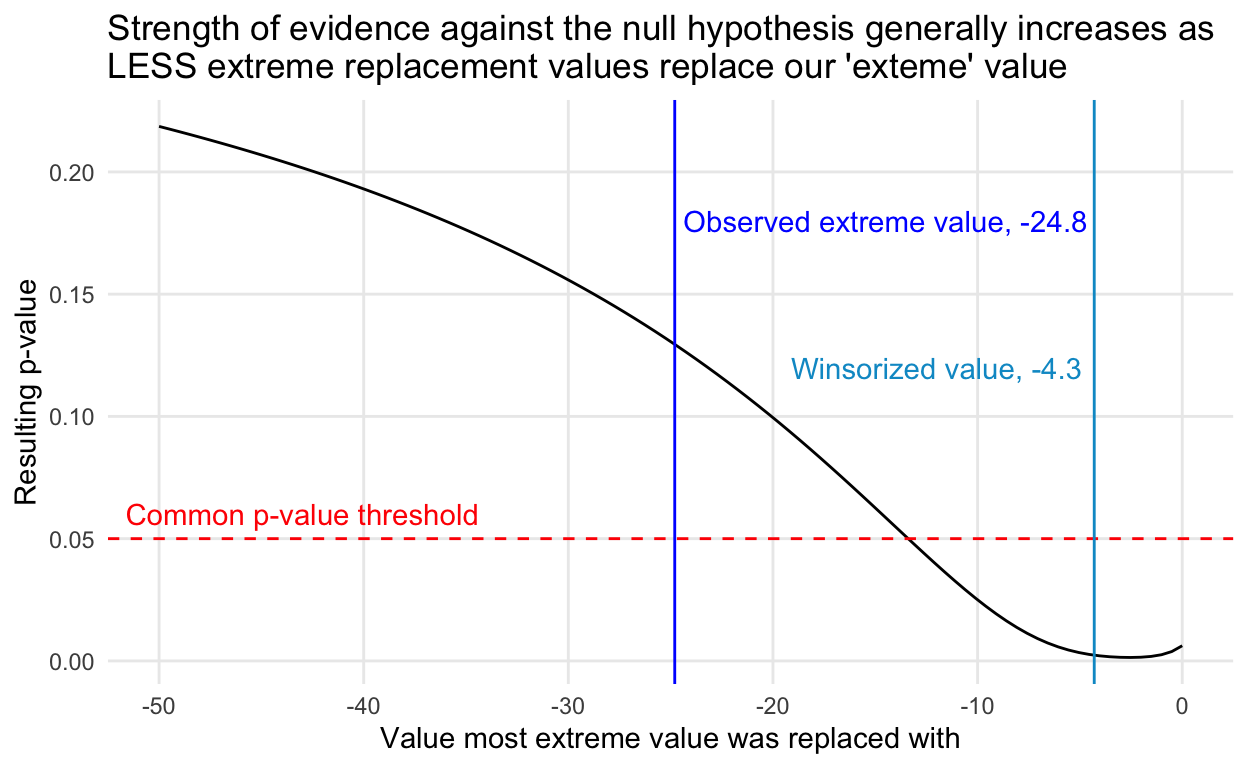 Strength of evidence against the null hypothesis generally increases as
LESS extreme replacement values replace our 'exteme' value
0.20
Observed extreme value, -24.8
0.15
Winsorized value, -4.3
0.10
Common p-value threshold
0.05
0.00
Resulting p-value
-50
-40
-30
-20
-10
0
Value most extreme value was replaced with